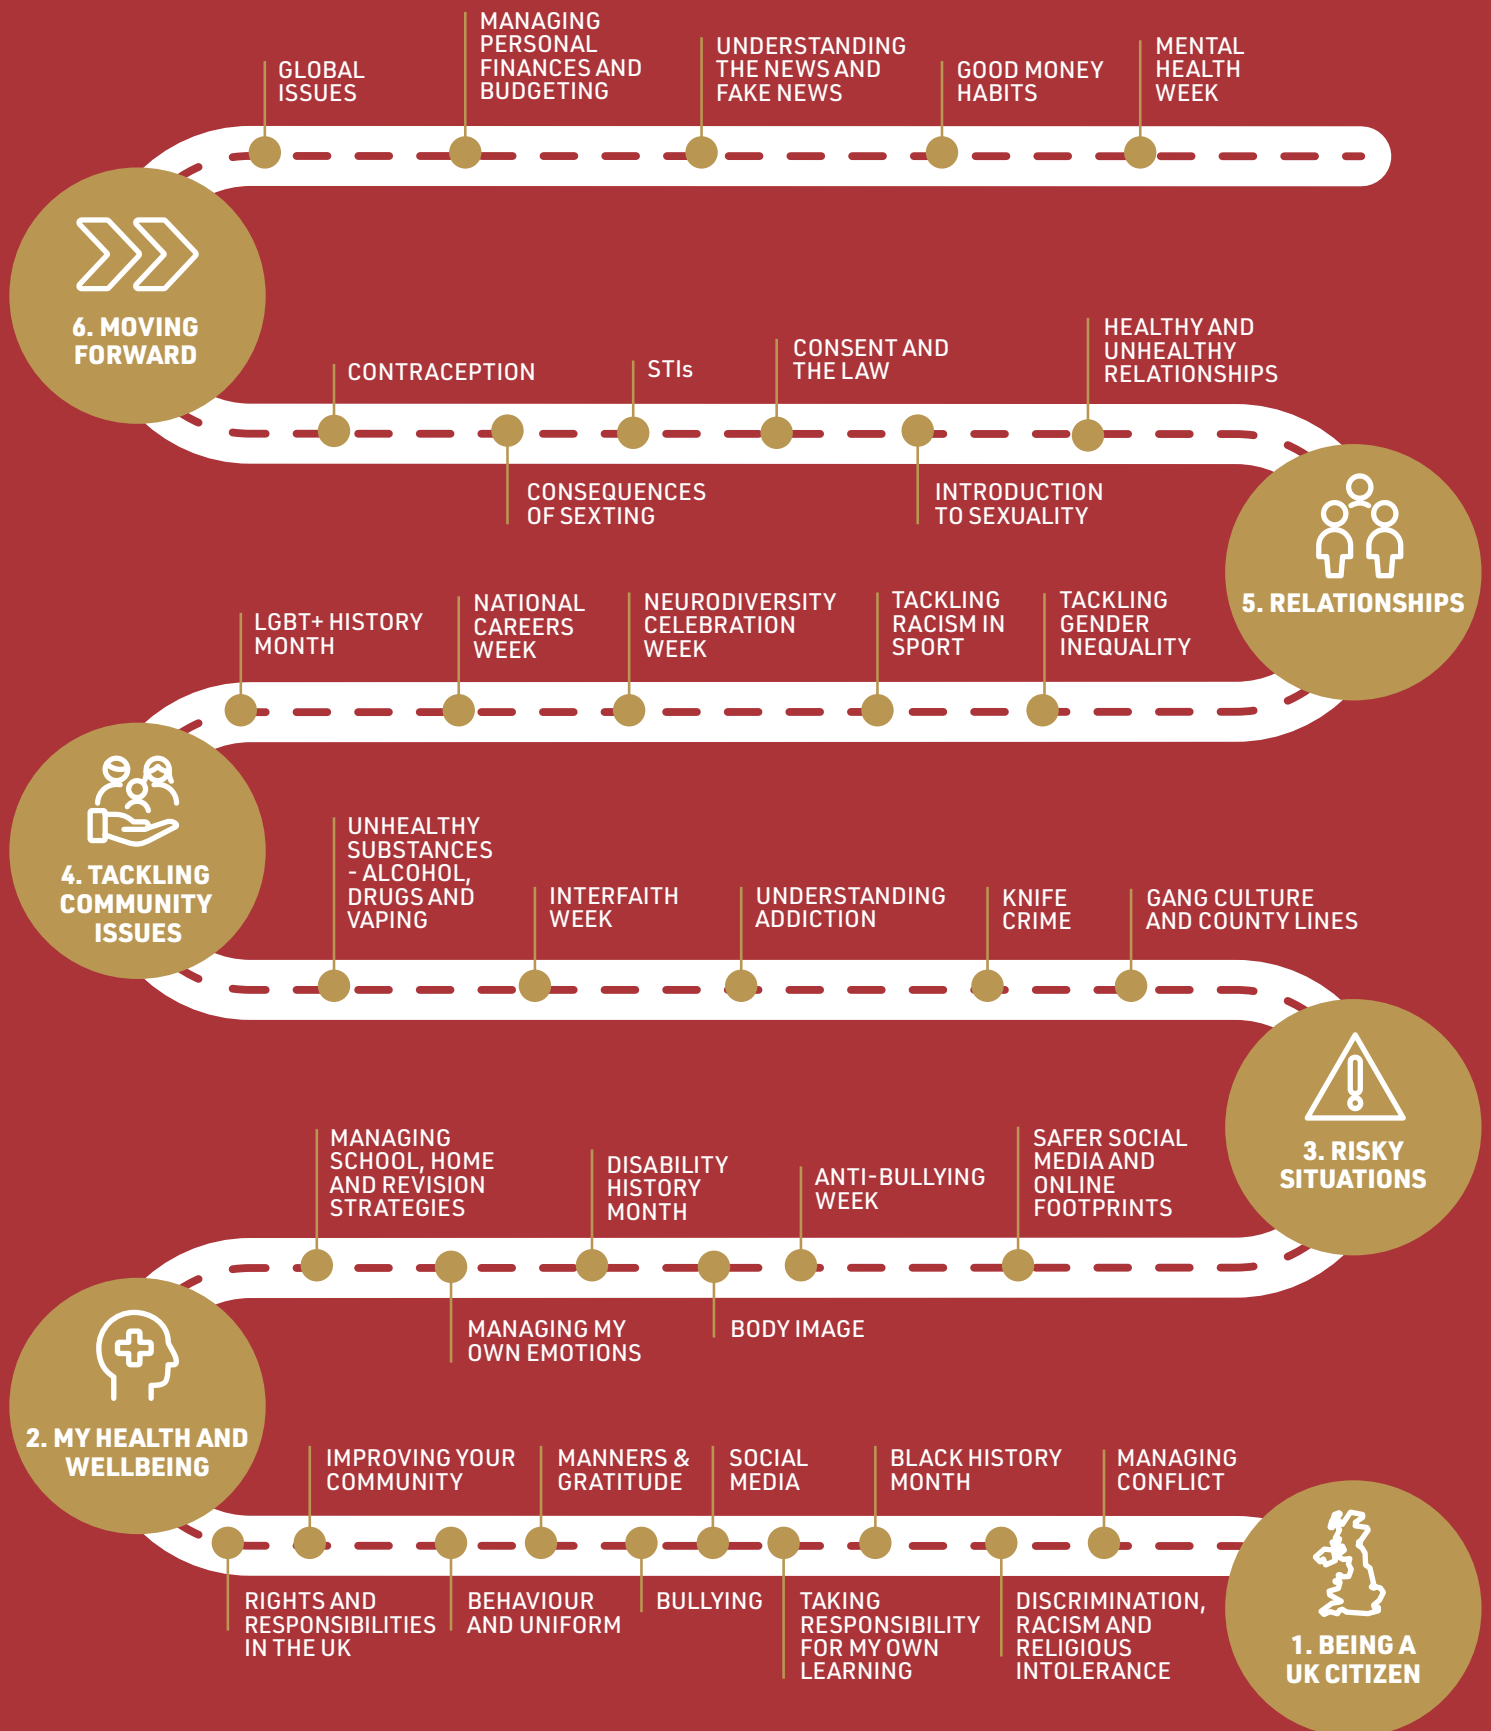 GLOBAL
ISSUES
MANAGING
PERSONAL
FINANCES AND
BUDGETING
UNDERSTANDING
THE NEWS AND
FAKE NEWS
GOOD MONEY
HABITS
MENTAL
HEALTH
WEEK
6. MOVING
FORWARD
CONTRACEPTION
CONSEQUENCES
OF SEXTING
STIs
CONSENT AND
THE LAW
INTRODUCTION
TO SEXUALITY
HEALTHY AND
UNHEALTHY
RELATIONSHIPS
5. RELATIONSHIPS
LGBT+ HISTORY
MONTH
NATIONAL
CAREERS
WEEK
NEURODIVERSITY
CELEBRATION
WEEK
TACKLING
RACISM IN
SPORT
TACKLING
GENDER
INEQUALITY
4. TACKLING
COMMUNITY
ISSUES
UNHEALTHY
SUBSTANCES
- ALCOHOL,
DRUGS AND
VAPING
INTERFAITH
WEEK
UNDERSTANDING
ADDICTION
KNIFE
CRIME
GANG CULTURE
AND COUNTY LINES
3. RISKY
SITUATIONS
MANAGING
SCHOOL, HOME
AND REVISION
STRATEGIES
MANAGING MY
OWN EMOTIONS
DISABILITY
HISTORY
MONTH
BODY IMAGE
ANTI-BULLYING
WEEK
SAFER SOCIAL
MEDIA AND
ONLINE
FOOTPRINTS
2. MY HEALTH AND
WELLBEING
RIGHTS AND
RESPONSIBILITIES
IN THE UK
IMPROVING YOUR
COMMUNITY
BEHAVIOUR
AND UNIFORM
MANNERS &
GRATITUDE
BULLYING
SOCIAL
MEDIA
TAKING
RESPONSIBILITY
FOR MY OWN
LEARNING
BLACK HISTORY
MONTH
DISCRIMINATION,
RACISM AND
RELIGIOUS
INTOLERANCE
MANAGING
CONFLICT
1. BEING A
UK CITIZEN